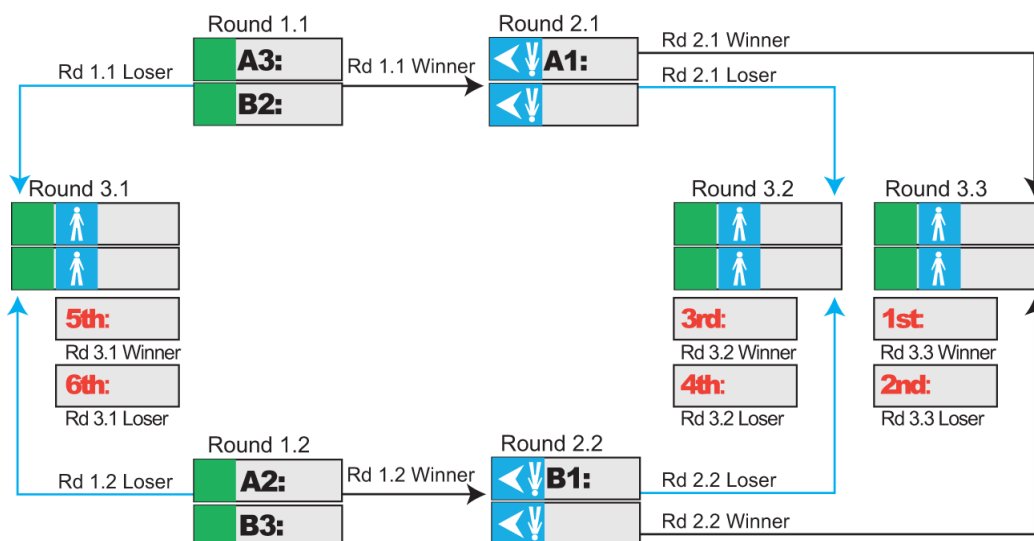 Round 1.1
Round 2.1
A3:
Rd 1.1 Winner
A1:
Rd 2.1 Winner
Rd 1.1 Loser
B2:
Rd 2.1 Loser
Round 3.1
Round 3.2
Round 3.3
5th:
Rd 3.1 Winner
6th:
Rd 3.1 Loser
3rd:
Rd 3.2 Winner
4th:
Rd 3.2 Loser
1st:
Rd 3.3 Winner
2nd:
Rd 3.3 Loser
Round 1.2
Round 2.2
Rd 1.2 Loser
A2:
Rd 1.2 Winner
B1:
Rd 2.2 Loser
B3:
Rd 2.2 Winner